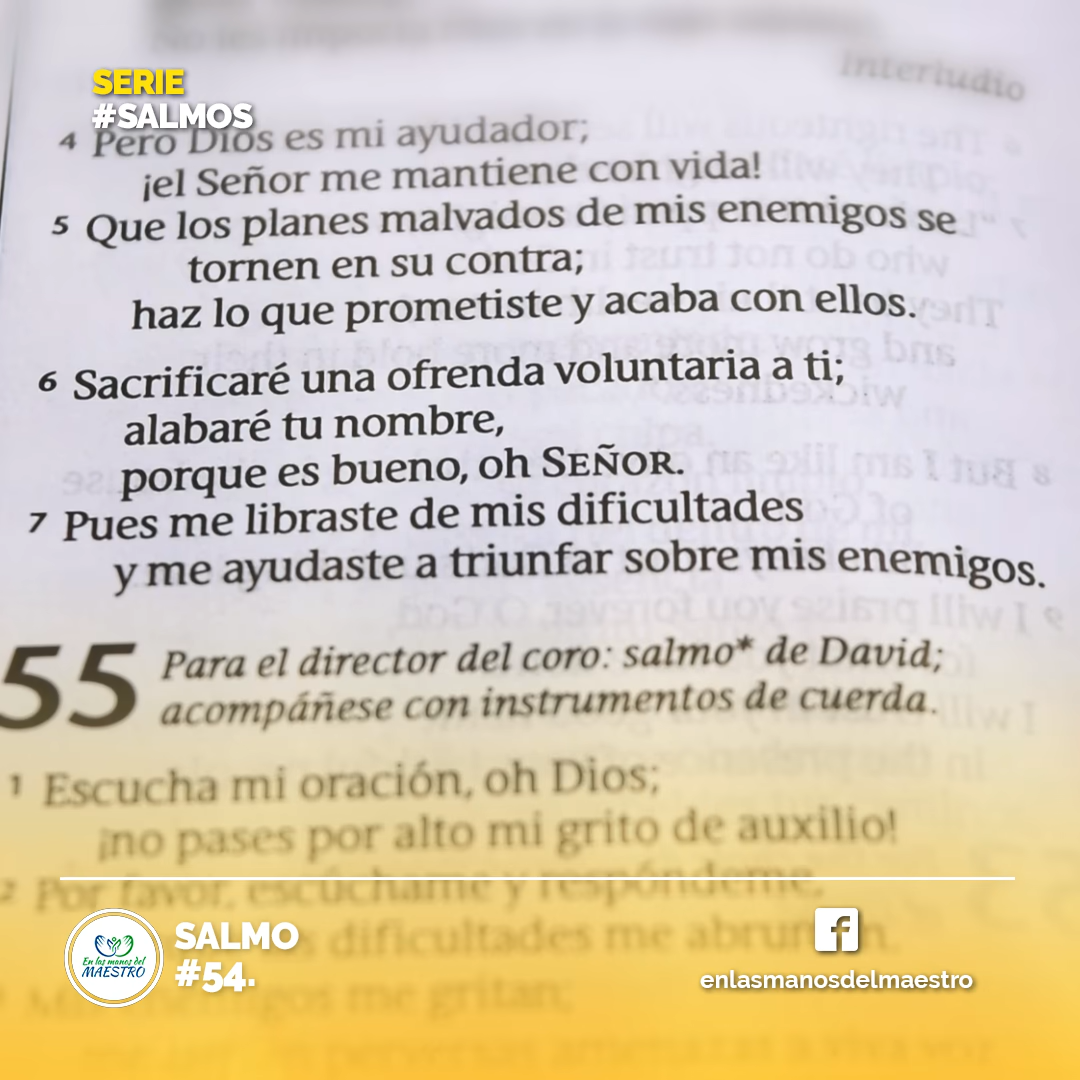 Interludio
SERIE
#SALMOS
4 Pero Dios es mi ayudador;
¡el Señor me mantiene con vida!
5 Que los planes malvados de mis enemigos se
tornen en su contra;
haz lo que prometiste y acaba con ellos.
6 Sacrificaré una ofrenda voluntaria a ti;
alabaré tu nombre,
porque es bueno, oh SEÑOR.
7 Pues me libraste de mis dificultades
y me ayudaste a triunfar sobre mis enemigos.
55 Para el director del coro: salmo* de David;
acompáñese con instrumentos de cuerda.
1 Escucha mi oración, oh Dios;
¡no pases por alto mi grito de auxilio!
2 Por favor, escúchame y respóndeme,
dificultades me
gritan;
En las manos del
MAESTRO
SALMO
#54.
f
enlasmanosdelmaestro